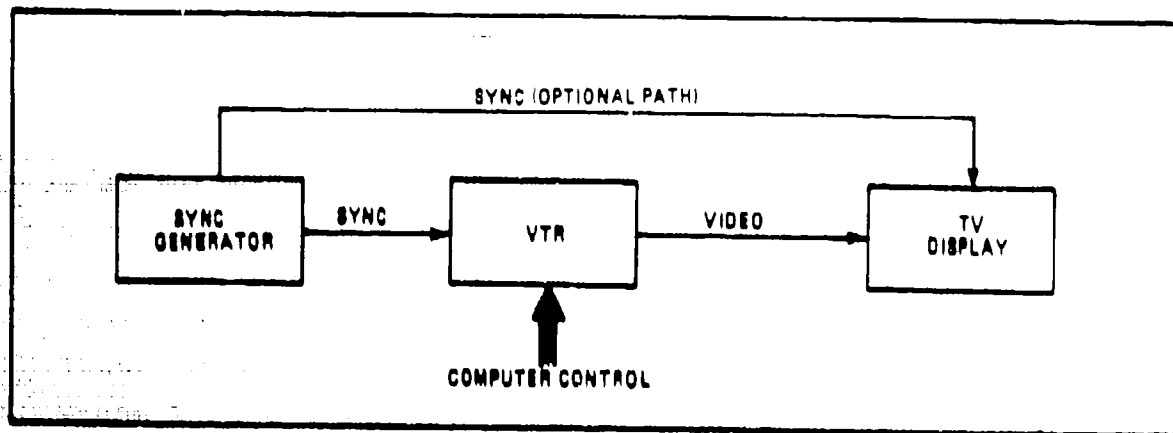 SYNC (OPTIONAL PATH)
SYNC
GENERATOR
SYNC
VTR
VIDEO
TV
DISPLAY
COMPUTER CONTROL